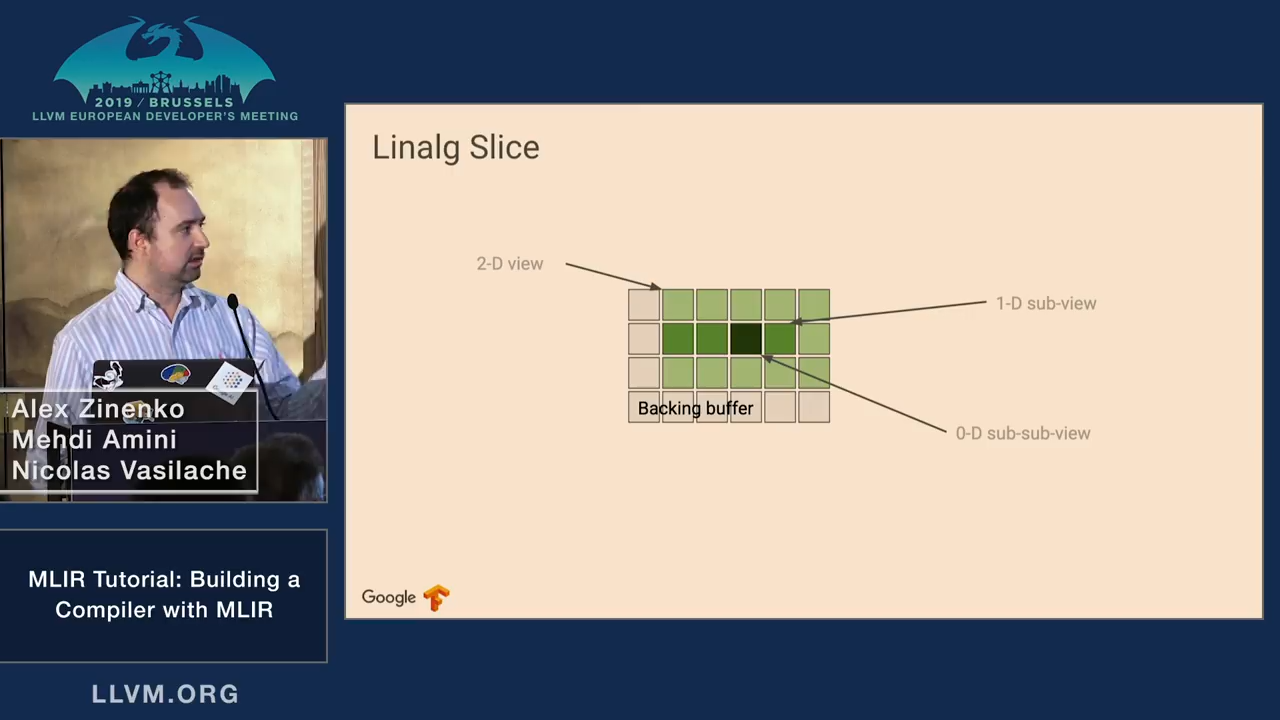 2019 / BRUSSELS
LLVM EUROPEAN DEVELOPER'S MEETING
Alex Zinenko
Mehdi Amini
Nicolas Vasilache
MLIR Tutorial: Building a
Compiler with MLIR
LLVM.ORG
Linalg Slice
2-D view
1-D sub-view
Backing buffer
0-D sub-sub-view
Google